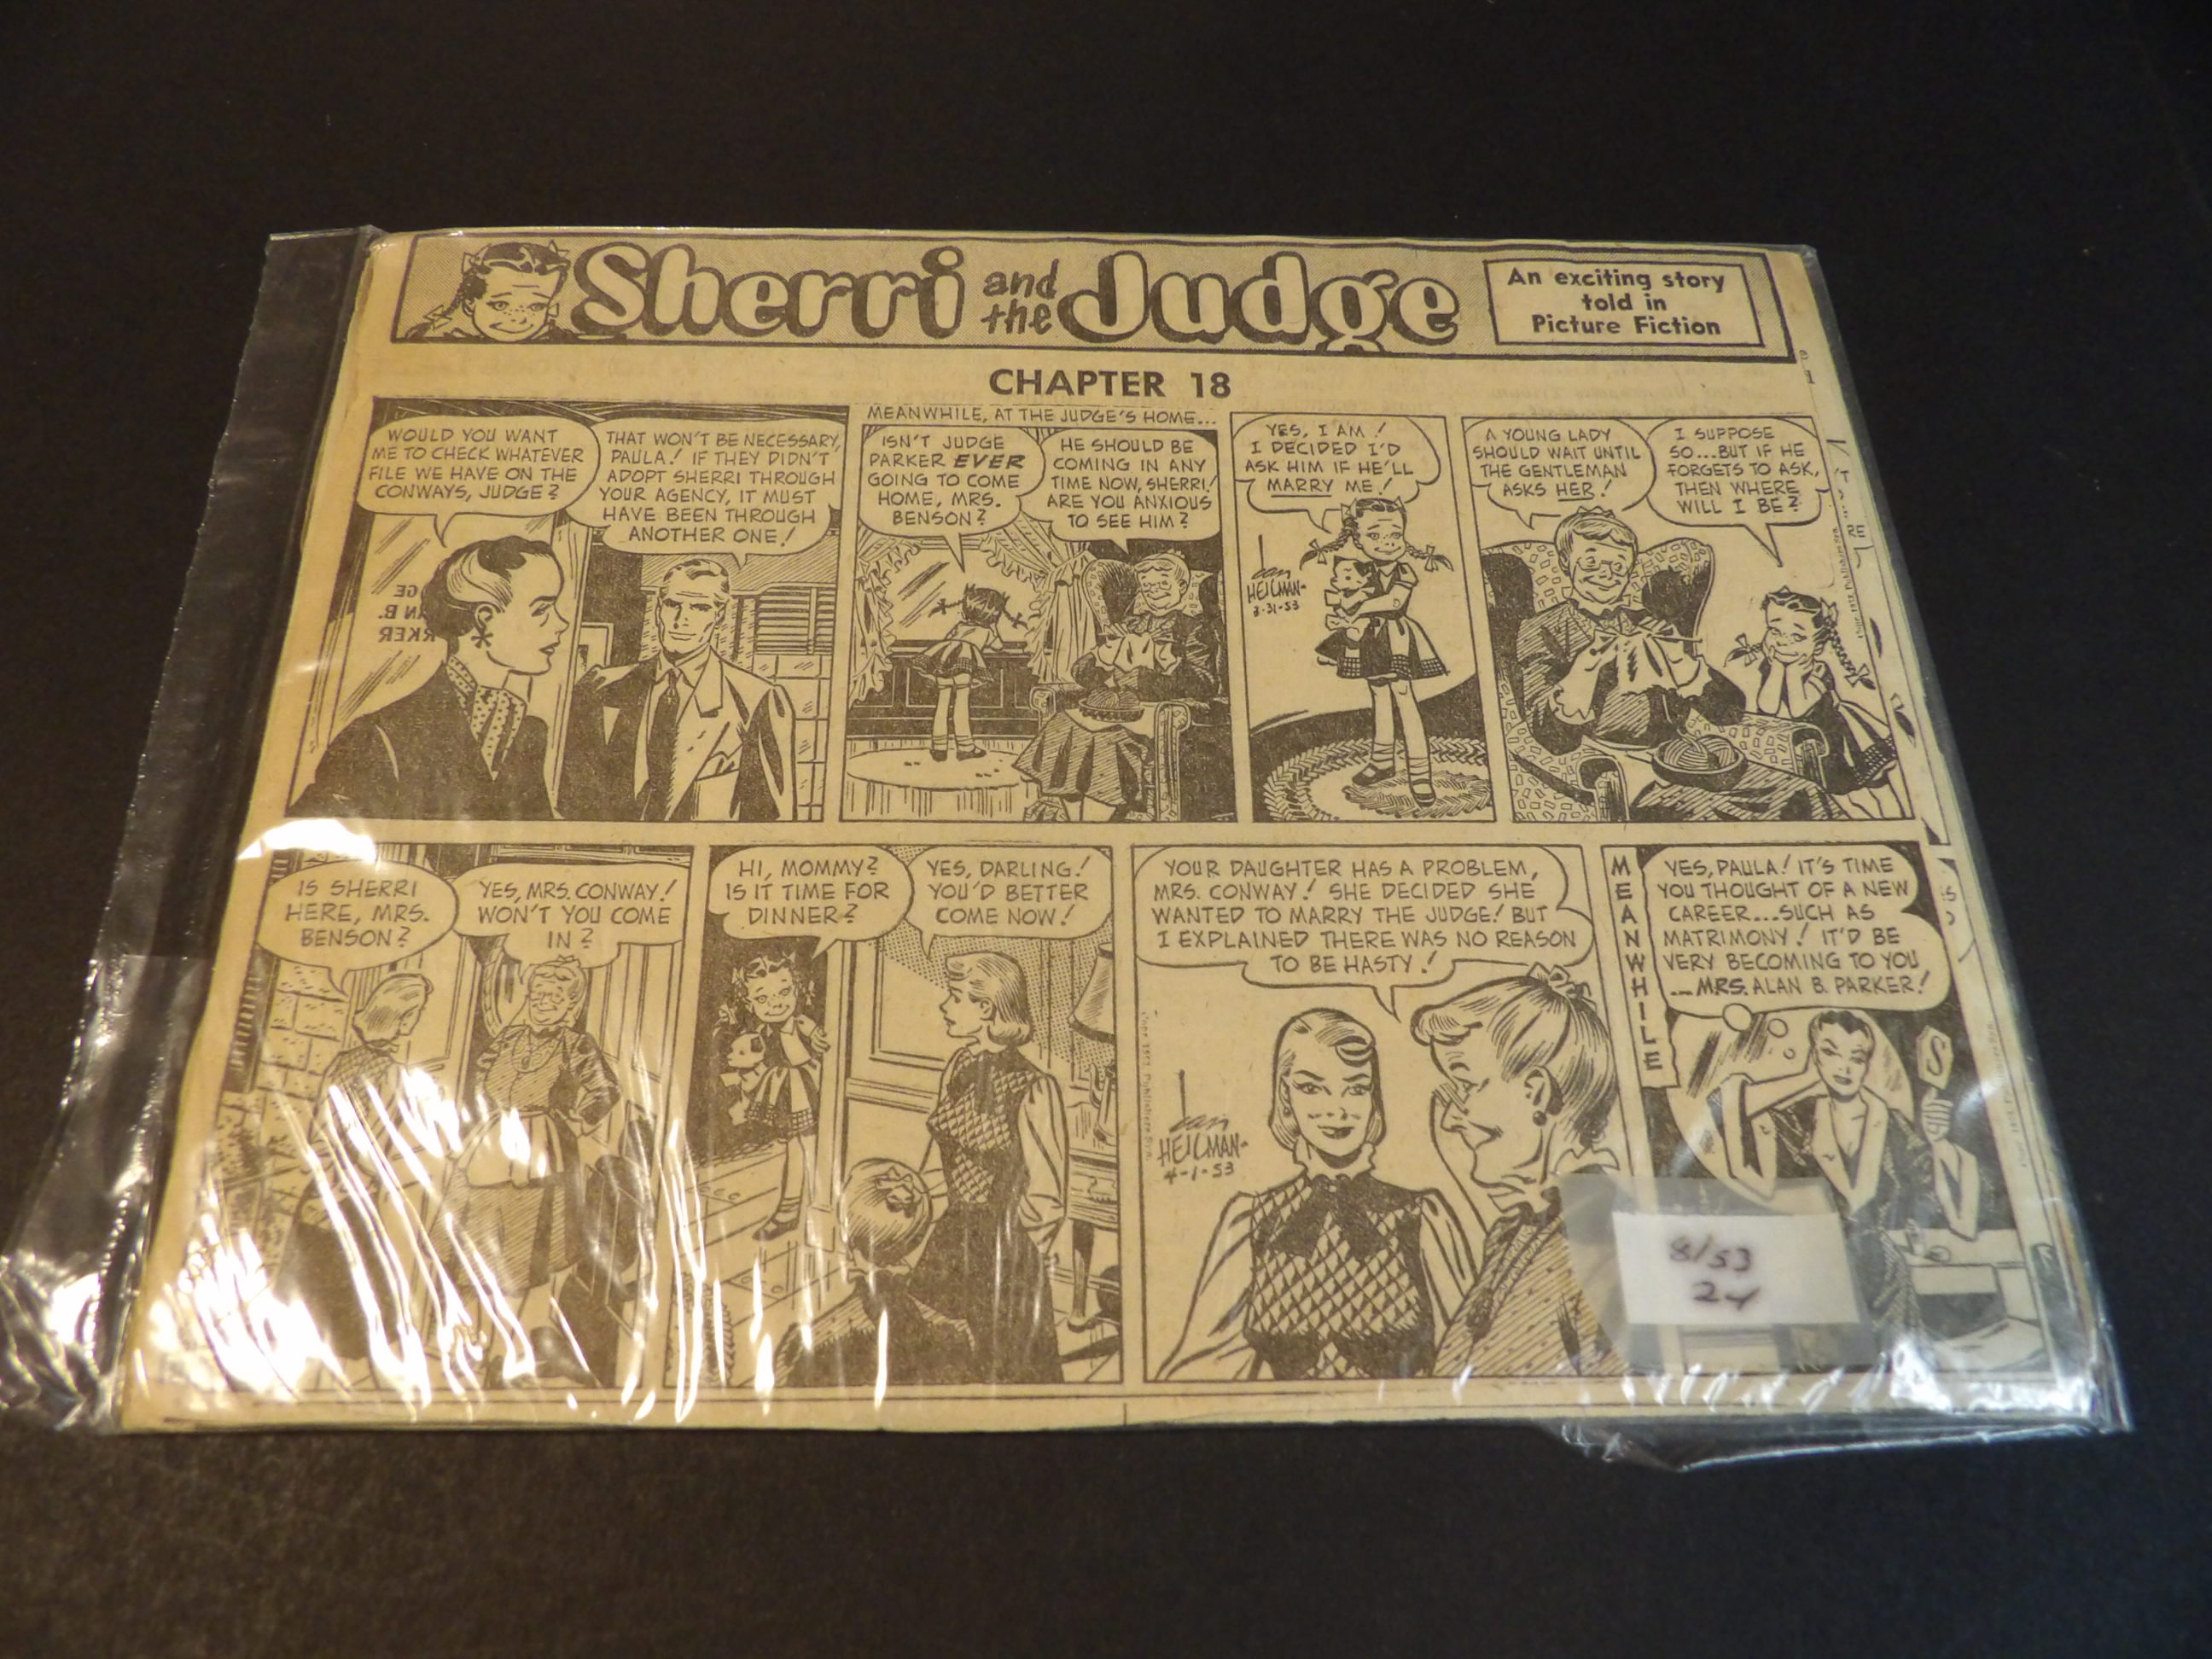 Sherri and the Judge
An exciting story
told in
Picture Fiction
CHAPTER 18
WOULD YOU WANT
ME TO CHECK WHATEVER
FILE WE HAVE ON THE
CONWAYS, JUDGE?
THAT WON'T BE NECESSARY,
PAULA! IF THEY DIDN'T
ADOPT SHERRI THROUGH
YOUR AGENCY, IT MUST
HAVE BEEN THROUGH
ANOTHER ONE!
MEANWHILE, AT THE JUDGE'S HOME...
ISN'T JUDGE
PARKER EVER
GOING TO COME
HOME, MRS.
BENSON?
HE SHOULD BE
COMING IN ANY
TIME NOW, SHERRI!
ARE YOU ANXIOUS
TO SEE HIM?
YES, I AM!
I DECIDED I'D
ASK HIM IF HE'LL
MARRY ME!
Dan
HEILMAN-
3-31-53
A YOUNG LADY
SHOULD WAIT UNTIL
THE GENTLEMAN
ASKS HER!
I SUPPOSE
SO...BUT IF HE
FORGETS TO ASK,
THEN WHERE
WILL I BE?
IS SHERRI
HERE, MRS.
BENSON?
YES, MRS. CONWAY!
WON'T YOU COME
IN?
HI, MOMMY?
IS IT TIME FOR
DINNER?
YES, DARLING!
YOU'D BETTER
COME NOW!
YOUR DAUGHTER HAS A PROBLEM,
MRS. CONWAY! SHE DECIDED SHE
WANTED TO MARRY THE JUDGE! BUT
I EXPLAINED THERE WAS NO REASON
TO BE HASTY!
Dan
HEILMAN-
4-1-53
MEANWHILE
YES, PAULA! IT'S TIME
YOU THOUGHT OF A NEW
CAREER...SUCH AS
MATRIMONY! IT'D BE
VERY BECOMING TO YOU
...MRS. ALAN B. PARKER!
8/53